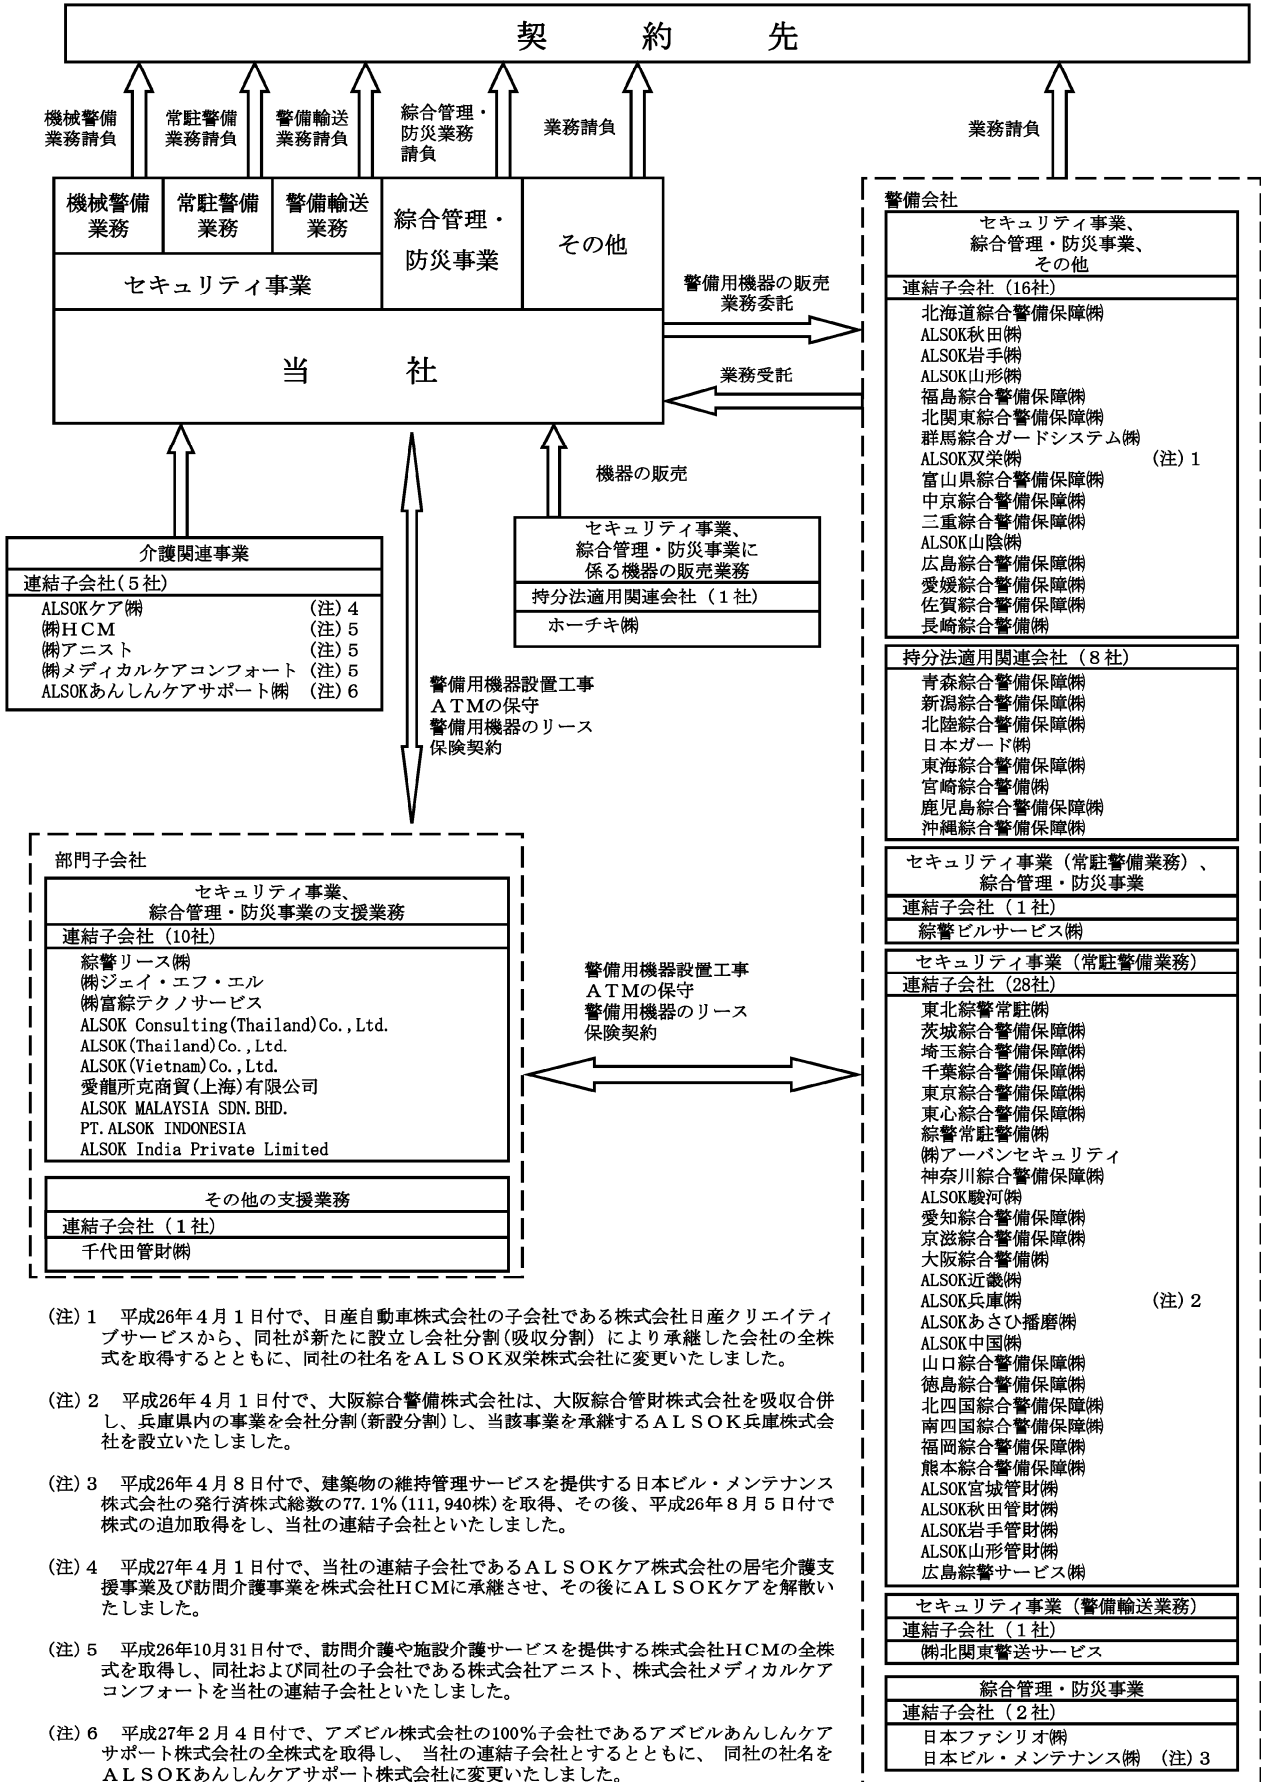 契約先
機械警備
業務請負
常駐警備
業務請負
警備輸送
業務請負
綜合管理・
防災業務
請負
業務請負
業務請負
機械警備
業務
常駐警備
業務
警備輸送
業務
綜合管理・
防災事業
その他
セキュリティ事業
当社
警備用機器の販売
業務委託
業務受託
機器の販売
介護関連事業
連結子会社(5社)
ALSOKケア㈱ (注)4
㈱HCM (注)5
㈱アニスト (注)5
㈱メディカルケアコンフォート (注)5
ALSOKあんしんケアサポート㈱ (注)6
セキュリティ事業、
綜合管理・防災事業に
係る機器の販売業務
持分法適用関連会社(1社)
ホーチキ㈱
警備用機器設置工事
ATMの保守
警備用機器のリース
保険契約
部門子会社
セキュリティ事業、
綜合管理・防災事業の支援業務
連結子会社(10社)
綜警リース㈱
㈱ジェイ・エフ・エル
㈱富綜テクノサービス
ALSOK Consulting(Thailand)Co.,Ltd.
ALSOK(Thailand)Co.,Ltd.
ALSOK(Vietnam)Co.,Ltd.
愛龍所克商貿(上海)有限公司
ALSOK MALAYSIA SDN.BHD.
PT.ALSOK INDONESIA
ALSOK India Private Limited
その他の支援業務
連結子会社(1社)
千代田管財㈱
警備用機器設置工事
ATMの保守
警備用機器のリース
保険契約
警備会社
セキュリティ事業、
綜合管理・防災事業、
その他
連結子会社(16社)
北海道綜合警備保障㈱
ALSOK秋田㈱
ALSOK岩手㈱
ALSOK山形㈱
福島綜合警備保障㈱
北関東綜合警備保障㈱
群馬綜合ガードシステム㈱
ALSOK双栄㈱ (注)1
富山県綜合警備保障㈱
中京綜合警備保障㈱
三重綜合警備保障㈱
ALSOK山陰㈱
広島綜合警備保障㈱
愛媛綜合警備保障㈱
佐賀綜合警備保障㈱
長崎綜合警備㈱
持分法適用関連会社(8社)
青森綜合警備保障㈱
新潟綜合警備保障㈱
北陸綜合警備保障㈱
日本ガード㈱
東海綜合警備保障㈱
宮崎綜合警備㈱
鹿児島綜合警備保障㈱
沖縄綜合警備保障㈱
セキュリティ事業(常駐警備業務)、
綜合管理・防災事業
連結子会社(1社)
綜警ビルサービス㈱
セキュリティ事業(常駐警備業務)
連結子会社(28社)
東北綜警常駐㈱
茨城綜合警備保障㈱
埼玉綜合警備保障㈱
千葉綜合警備保障㈱
東京綜合警備保障㈱
東心綜合警備保障㈱
綜警常駐警備㈱
㈱アーバンセキュリティ
神奈川綜合警備保障㈱
ALSOK駿河㈱
愛知綜合警備保障㈱
京滋綜合警備保障㈱
大阪綜合警備㈱
ALSOK近畿㈱
ALSOK兵庫㈱ (注)2
ALSOKあさひ播磨㈱
ALSOK中国㈱
山口綜合警備保障㈱
徳島綜合警備保障㈱
北四国綜合警備保障㈱
南四国綜合警備保障㈱
福岡綜合警備保障㈱
熊本綜合警備保障㈱
ALSOK宮城管財㈱
ALSOK秋田管財㈱
ALSOK岩手管財㈱
ALSOK山形管財㈱
広島綜警サービス㈱
セキュリティ事業(警備輸送業務)
連結子会社(1社)
㈱北関東警送サービス
綜合管理・防災事業
連結子会社(2社)
日本ファシリオ㈱
日本ビル・メンテナンス㈱ (注)3
(注)1 平成26年4月1日付で、日産自動車株式会社の子会社である株式会社日産クリエイティ
ブサービスから、同社が新たに設立し会社分割(吸収分割)により承継した会社の全株
式を取得するとともに、同社の社名をALSOK双栄株式会社に変更いたしました。
(注)2 平成26年4月1日付で、大阪綜合警備株式会社は、大阪綜合管財株式会社を吸収合併
し、兵庫県内の事業を会社分割(新設分割)し、当該事業を承継するALSOK兵庫株式会
社を設立いたしました。
(注)3 平成26年4月8日付で、建築物の維持管理サービスを提供する日本ビル・メンテナンス
株式会社の発行済株式総数の77.1%(111,940株)を取得、その後、平成26年8月5日付で
株式の追加取得をし、当社の連結子会社といたしました。
(注)4 平成27年4月1日付で、当社の連結子会社であるALSOKケア株式会社の居宅介護支
援事業及び訪問介護事業を株式会社HCMに承継させ、その後にALSOKケアを解散い
たしました。
(注)5 平成26年10月31日付で、訪問介護や施設介護サービスを提供する株式会社HCMの全株
式を取得し、同社および同社の子会社である株式会社アニスト、株式会社メディカルケア
コンフォートを当社の連結子会社といたしました。
(注)6 平成27年2月4日付で、アズビル株式会社の100%子会社であるアズビルあんしんケア
サポート株式会社の全株式を取得し、 当社の連結子会社とするとともに、 同社の社名を
ALSOKあんしんケアサポート株式会社に変更いたしました。